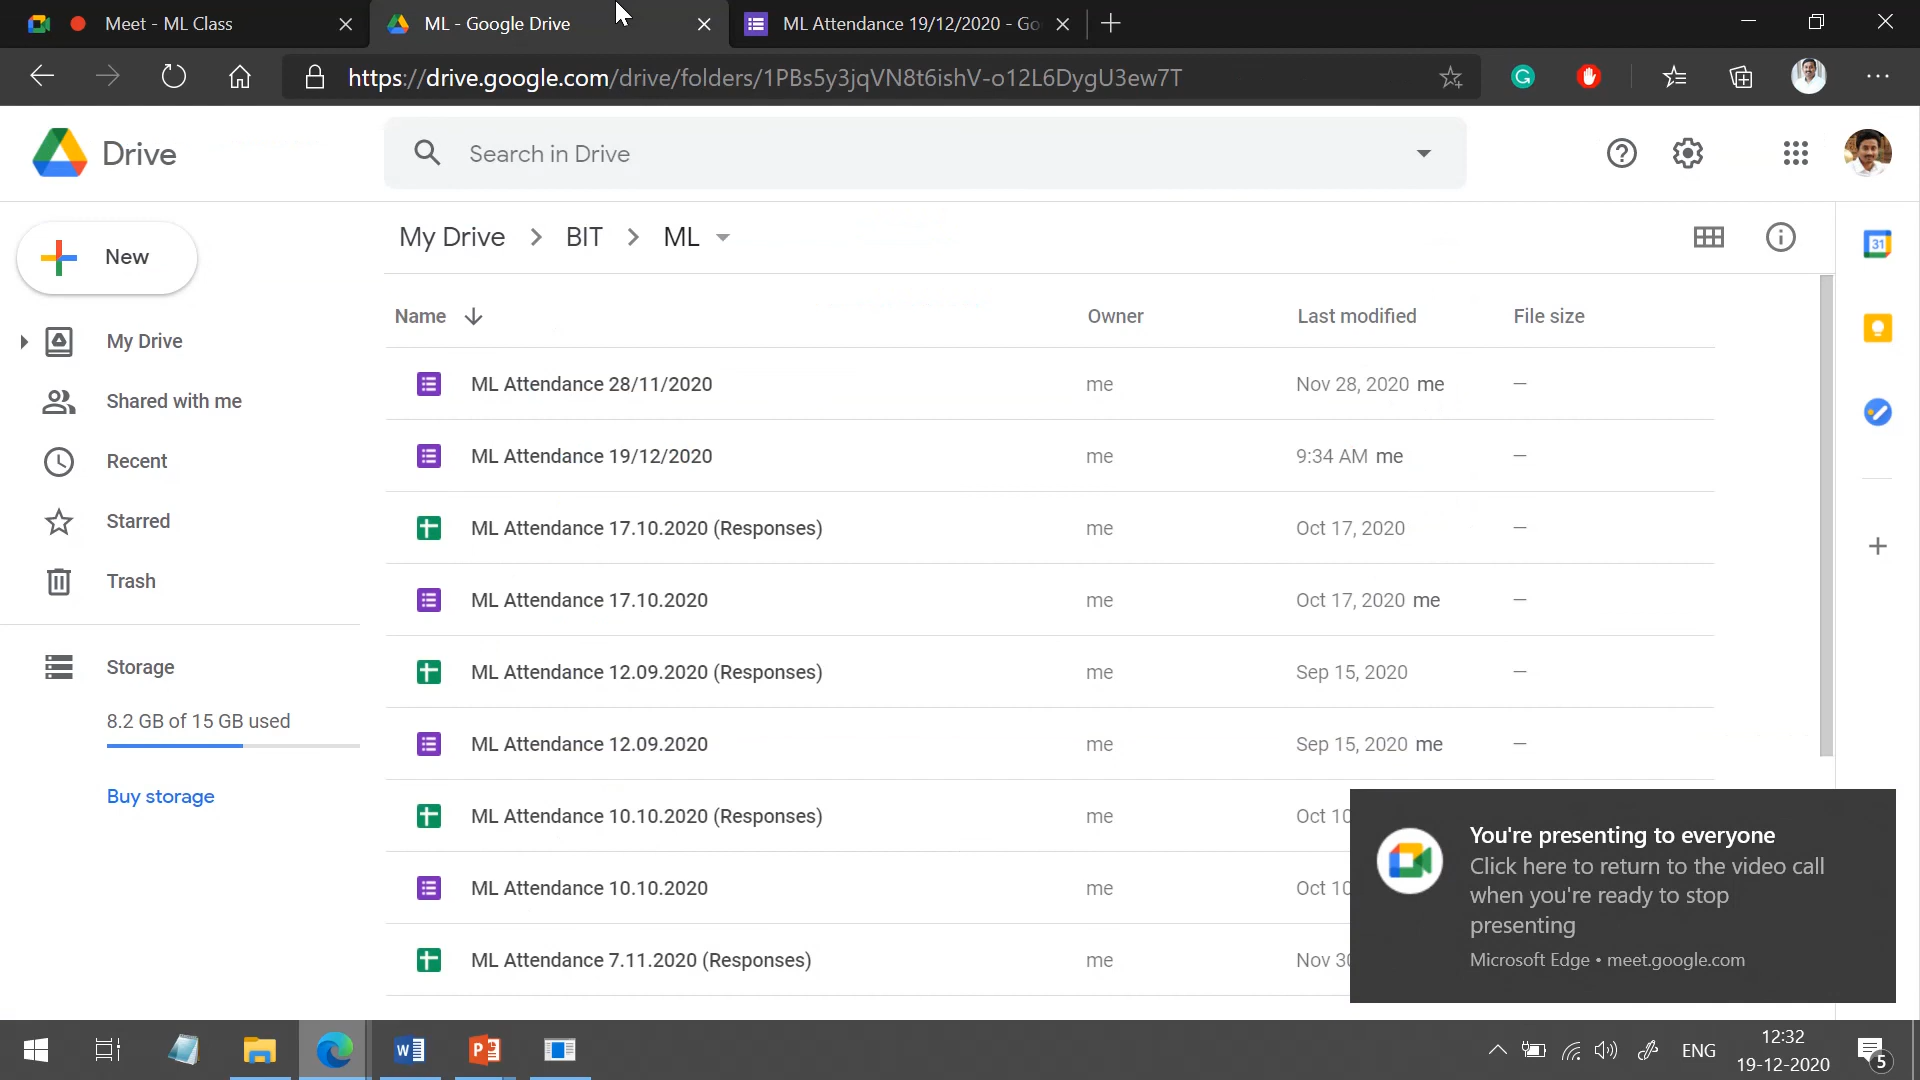 Meet - ML Class
ML - Google Drive
ML Attendance 19/12/2020 - Go
https://drive.google.com/drive/folders/1PBs5y3jqVN8t6ishV-o12L6DygU3ew7T
Drive
Search in Drive
New
My Drive
Shared with me
Recent
Starred
Trash
Storage
8.2 GB of 15 GB used
Buy storage
My Drive > BIT > ML
Name Owner Last modified File size
ML Attendance 28/11/2020 me Nov 28, 2020 me —
ML Attendance 19/12/2020 me 9:34 AM me —
ML Attendance 17.10.2020 (Responses) me Oct 17, 2020 —
ML Attendance 17.10.2020 me Oct 17, 2020 me —
ML Attendance 12.09.2020 (Responses) me Sep 15, 2020 —
ML Attendance 12.09.2020 me Sep 15, 2020 me —
ML Attendance 10.10.2020 (Responses) me Oct 10
ML Attendance 10.10.2020 me Oct 10
ML Attendance 7.11.2020 (Responses) me Nov 30
31
You're presenting to everyone
Click here to return to the video call
when you're ready to stop
presenting
Microsoft Edge • meet.google.com
ENG
12:32
19-12-2020
5